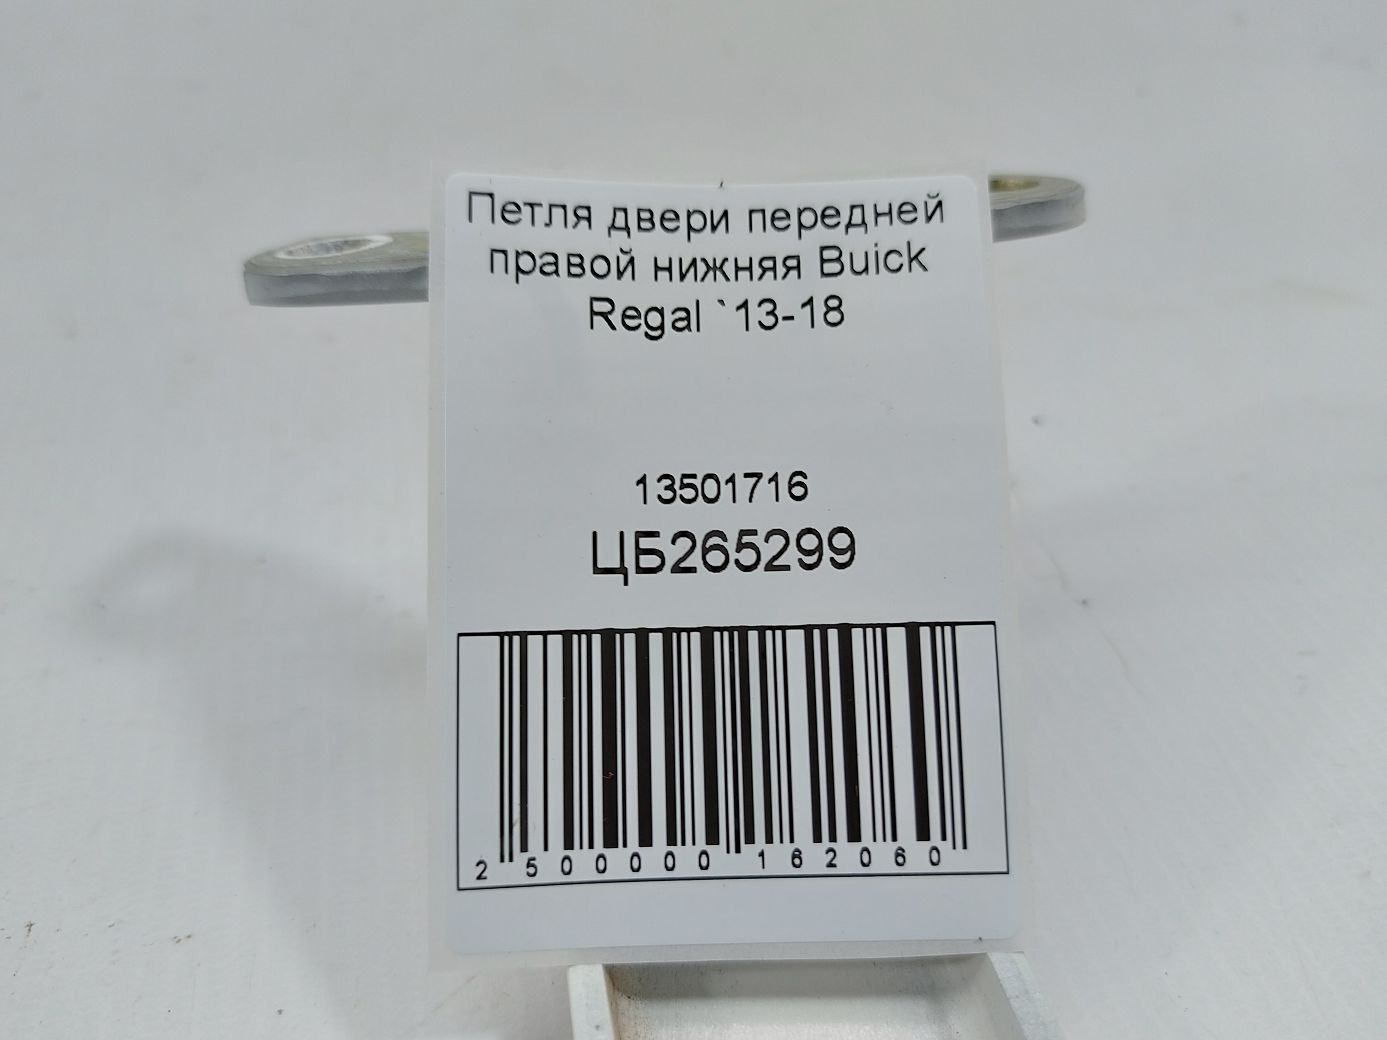 Петля двери передней
правой нижняя Buick
Regal `13-18
13501716
ЦБ265299
2 500000 162060